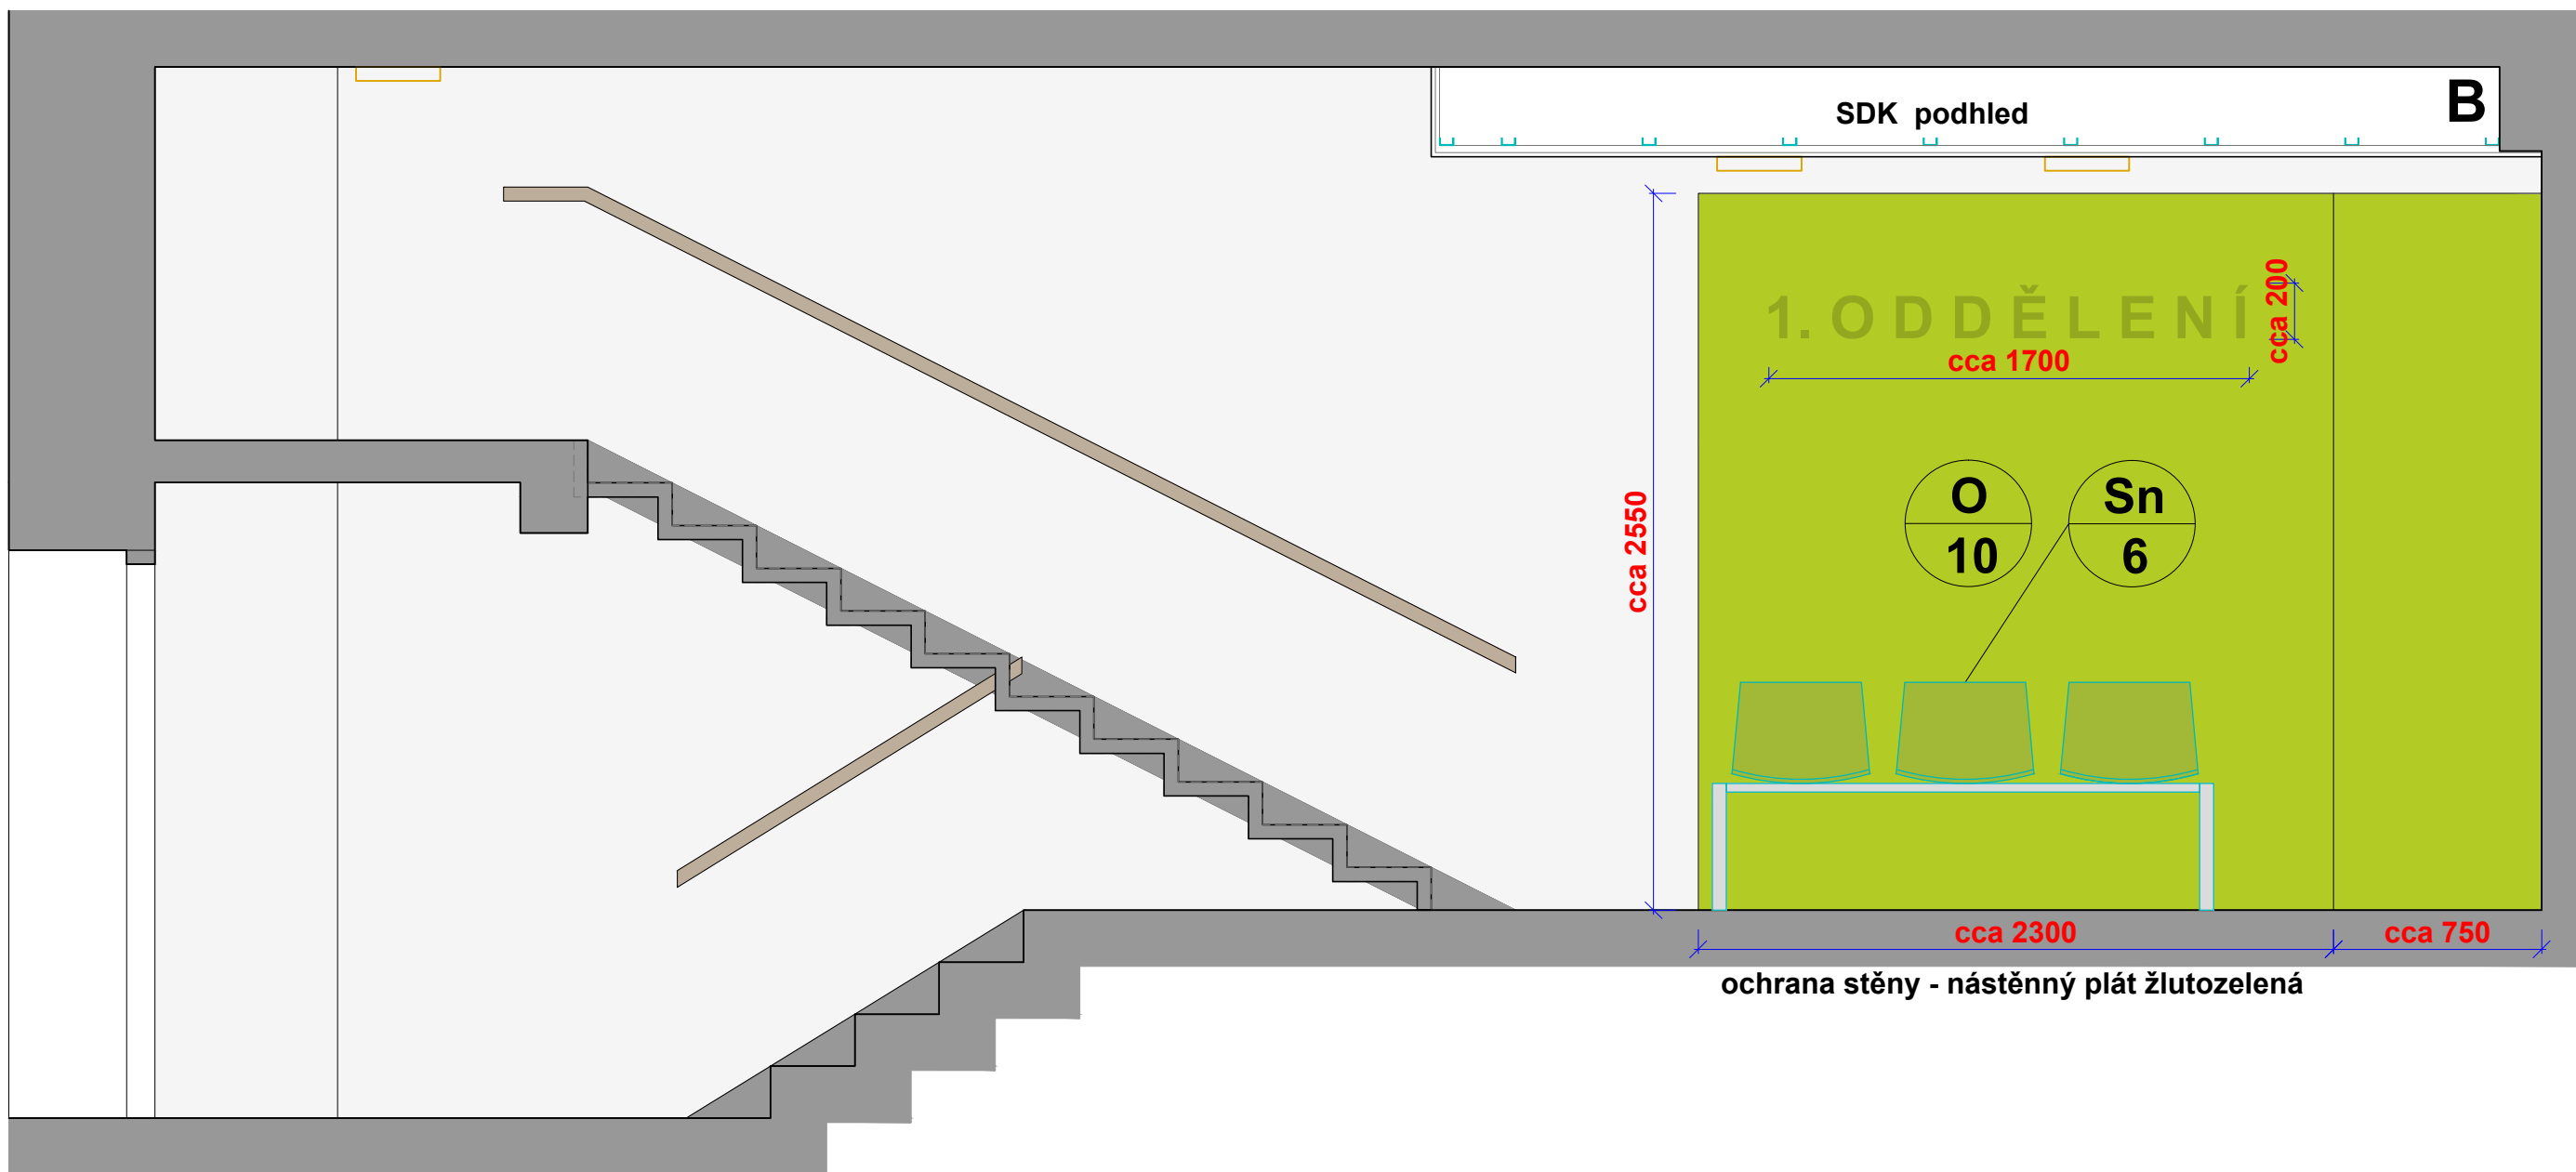 B
SDK podhled
1. ODDĚLENÍ
cca 200
cca 1700
cca 2550
O
10
Sn
6
cca 2300
cca 750
ochrana stěny - nástěnný plát žlutozelená